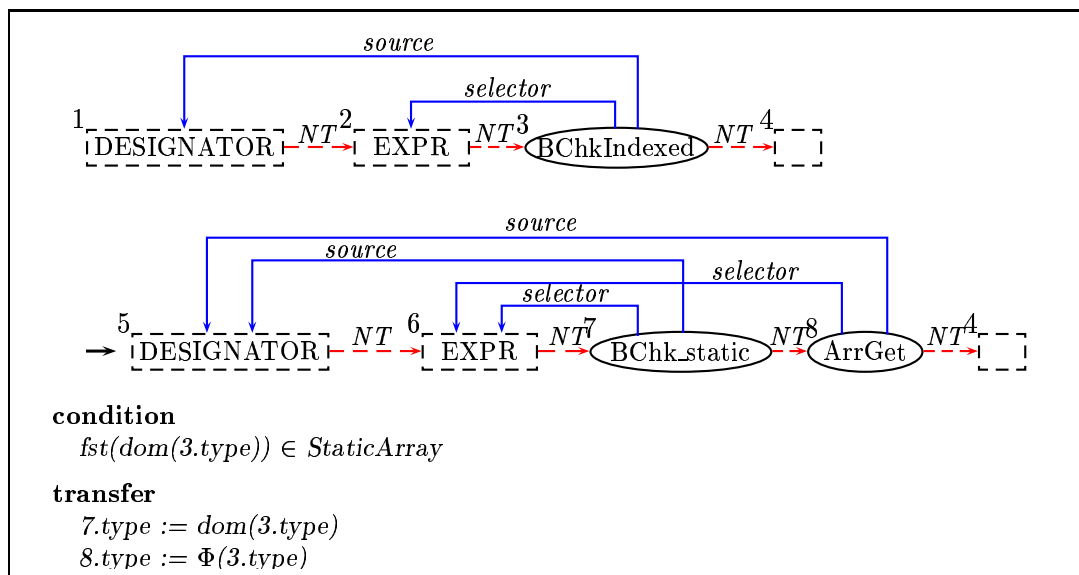 source
selector
1 DESIGNATOR NT 2 EXPR NT 3 BChkIndexed NT 4
source
source
selector
selector
5 DESIGNATOR NT 6 EXPR NT 7 BChk_static NT 8 ArrGet NT 4
condition
fst(dom(3.type)) ∈ StaticArray
transfer
7.type := dom(3.type)
8.type := Φ(3.type)